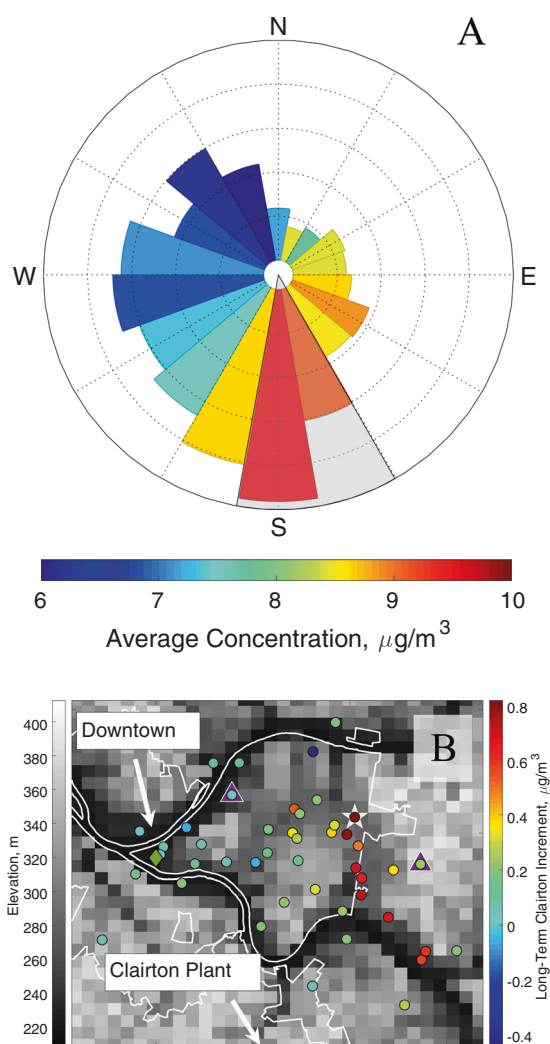 N
A
W
E
S
6 7 8 9 10
Average Concentration, μg/m³
400
380
360
340
320
300
280
260
240
220
Elevation, m
Downtown
B
Clairton Plant
0.8
0.6
0.4
0.2
0
-0.2
-0.4
Long-Term Clairton Increment, μg/m³